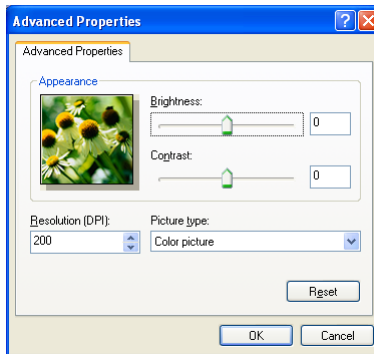 Advanced Properties
Advanced Properties
Appearance
Brightness:
0
Contrast:
0
Resolution (DPI):
Picture type:
200
Color picture
Reset
OK
Cancel